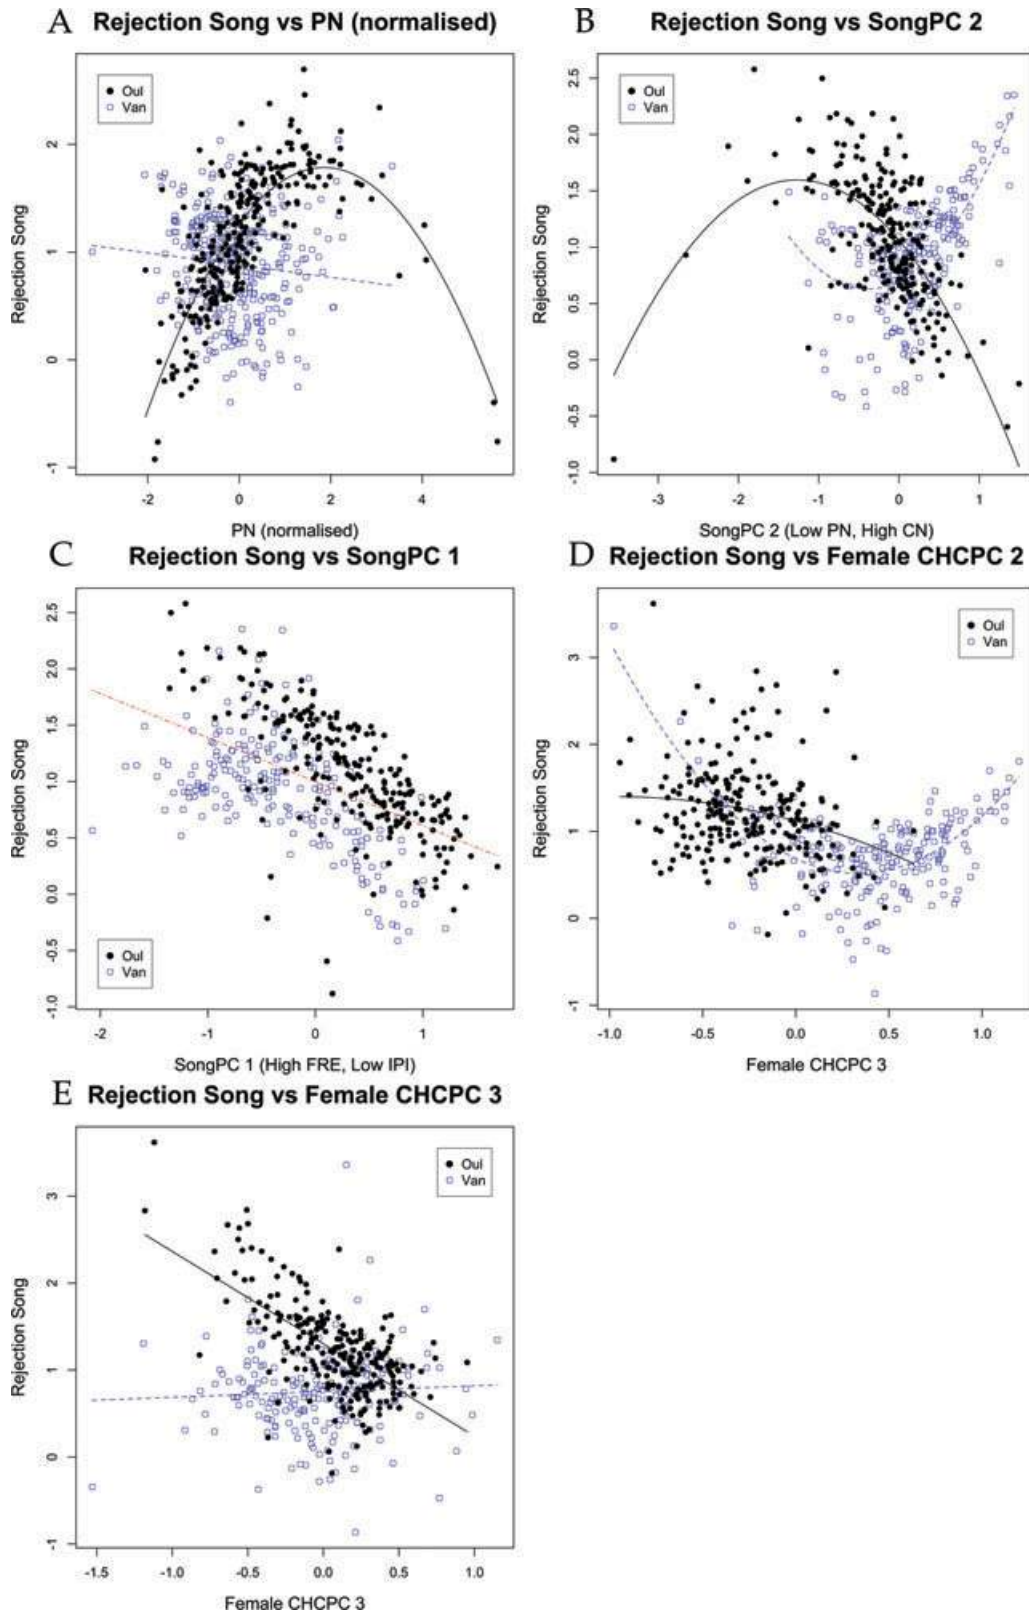 A Rejection Song vs PN (normalised)
Oul
Van
Rejection Song
-1
0
1
2
-2
0
2
4
PN (normalised)
B Rejection Song vs SongPC 2
Oul
Van
Rejection Song
-1.0
-0.5
0.0
0.5
1.0
1.5
2.0
2.5
-3
-1
0
1
SongPC 2 (Low PN, High CN)
C Rejection Song vs SongPC 1
Oul
Van
Rejection Song
-1.0
-0.5
0.0
0.5
1.0
1.5
2.0
2.5
-2
-1
0
1
SongPC 1 (High FRE, Low IPI)
D Rejection Song vs Female CHCPC 2
Oul
Van
Rejection Song
-1
0
1
2
3
-1.0
-0.5
0.0
0.5
1.0
Female CHCPC 3
E Rejection Song vs Female CHCPC 3
Oul
Van
Rejection Song
-1
0
1
2
3
-1.5
-1.0
-0.5
0.0
0.5
1.0
Female CHCPC 3